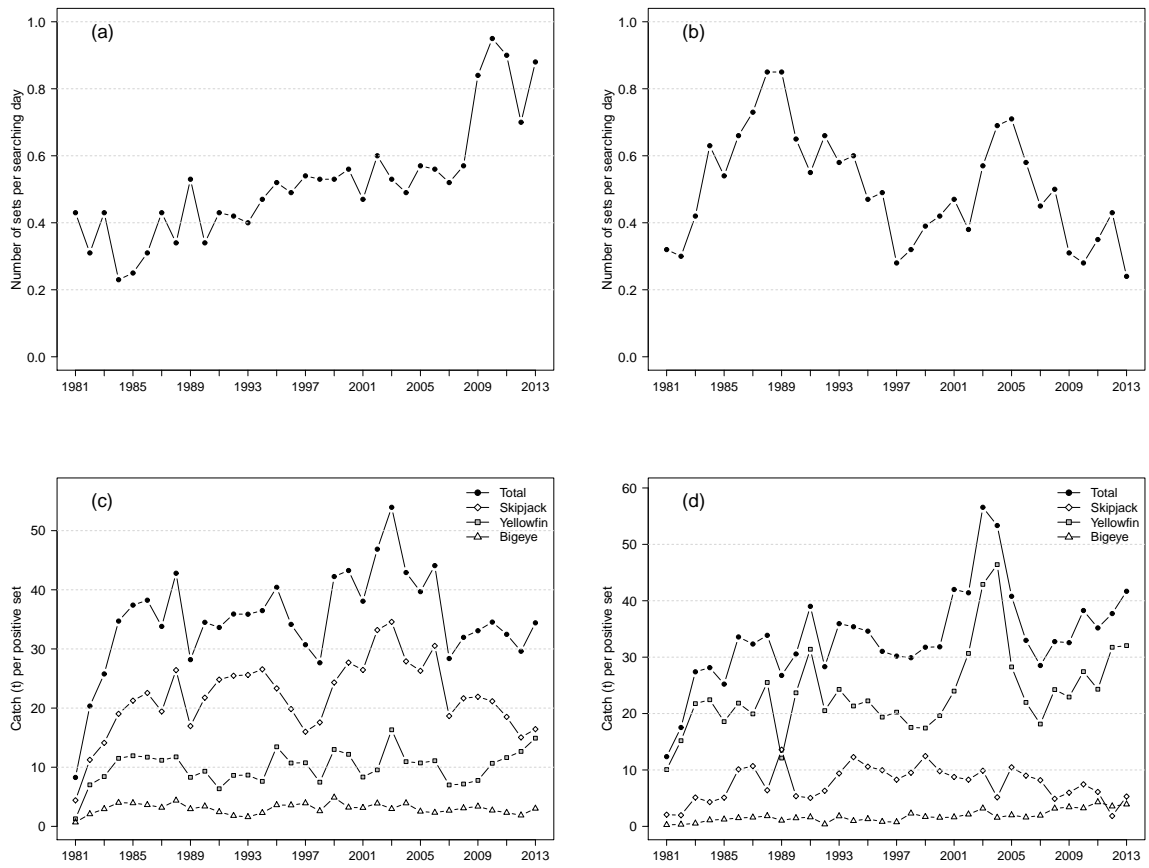 (a)
Number of sets per searching day
1.0
0.8
0.6
0.4
0.2
0.0
1981 1985 1989 1993 1997 2001 2005 2009 2013
(b)
Number of sets per searching day
1.0
0.8
0.6
0.4
0.2
0.0
1981 1985 1989 1993 1997 2001 2005 2009 2013
(c)
Total
Skipjack
Yellowfin
Bigeye
Catch (t) per positive set
50
40
30
20
10
0
1981 1985 1989 1993 1997 2001 2005 2009 2013
(d)
Total
Skipjack
Yellowfin
Bigeye
Catch (t) per positive set
60
50
40
30
20
10
0
1981 1985 1989 1993 1997 2001 2005 2009 2013